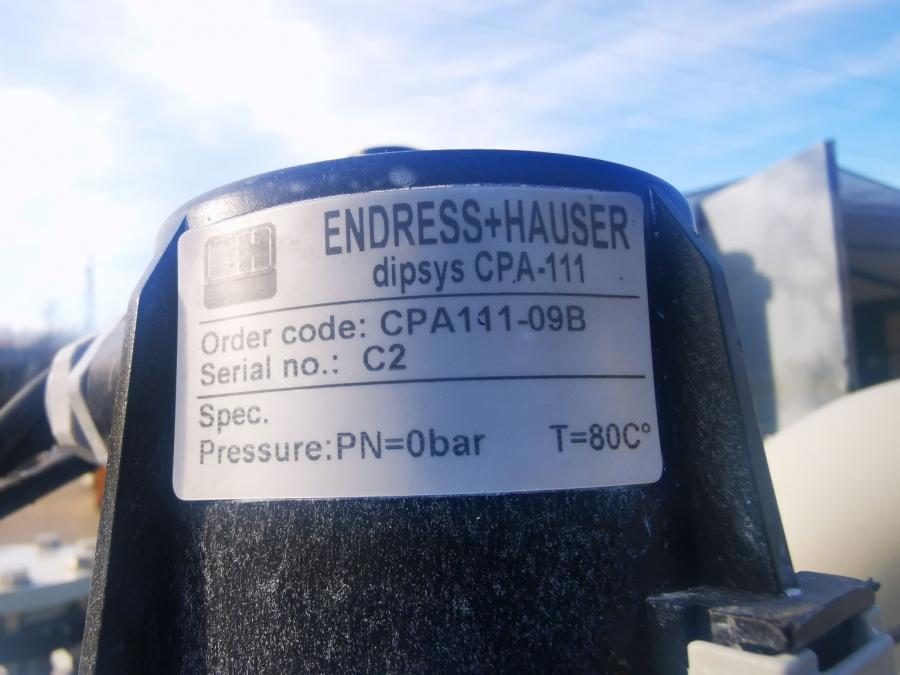 E+H
ENDRESS+HAUSER
dipsys CPA-111
Order code: CPA111-09B
Serial no.: C2
Spec.
Pressure:PN=0bar T=80C°